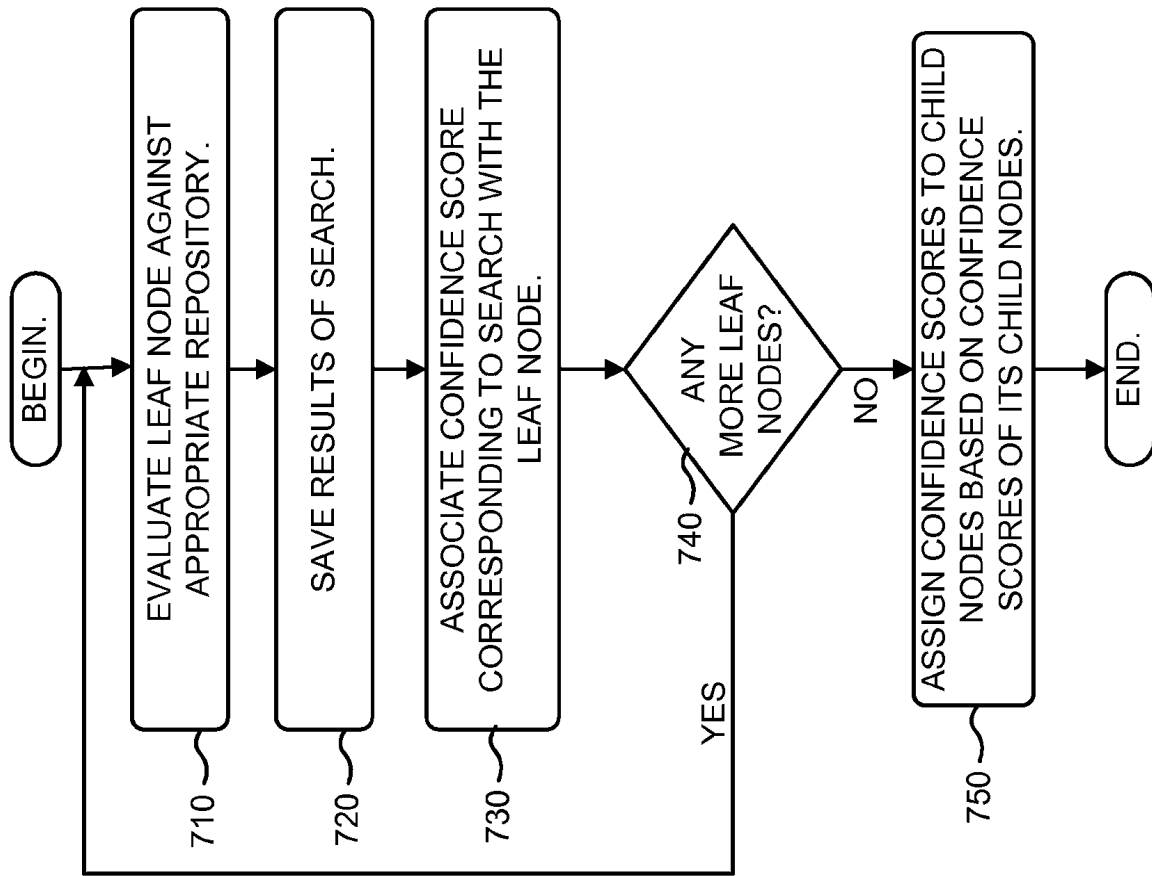 BEGIN.
EVALUATE LEAF NODE AGAINST
APPROPRIATE REPOSITORY.
710
SAVE RESULTS OF SEARCH.
720
ASSOCIATE CONFIDENCE SCORE
CORRESPONDING TO SEARCH WITH THE
LEAF NODE.
730
ANY
MORE LEAF
NODES?
740
YES
NO
ASSIGN CONFIDENCE SCORES TO CHILD
NODES BASED ON CONFIDENCE
SCORES OF ITS CHILD NODES.
750
END.